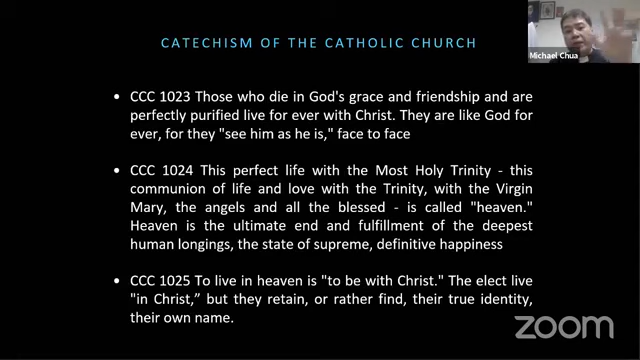 CATECHISM OF THE CATHOLIC CHURCH
Michael Chua
• CCC 1023 Those who die in God's grace and friendship and are
perfectly purified live for ever with Christ. They are like God for
ever, for they "see him as he is," face to face
• CCC 1024 This perfect life with the Most Holy Trinity - this
communion of life and love with the Trinity, with the Virgin
Mary, the angels and all the blessed - is called "heaven."
Heaven is the ultimate end and fulfillment of the deepest
human longings, the state of supreme, definitive happiness
• CCC 1025 To live in heaven is "to be with Christ." The elect live
"in Christ,” but they retain, or rather find, their true identity,
their own name.
zoom